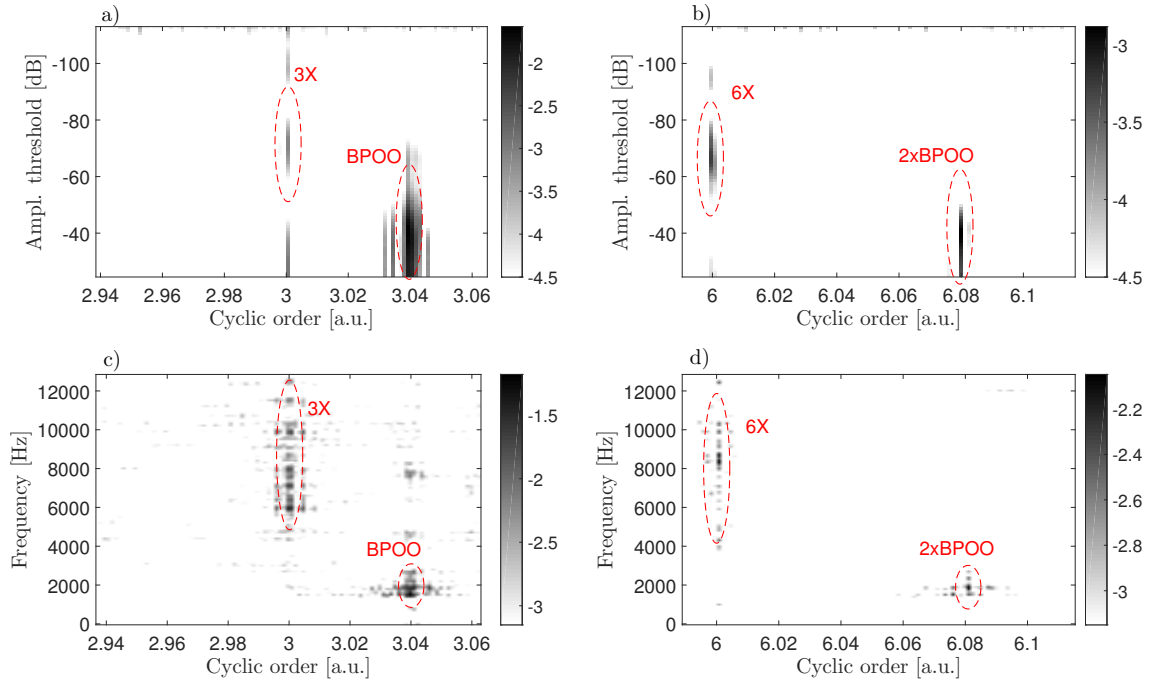 a)
b)
-100
-80
-60
-40
Ampl. threshold [dB]
3X
BPOO
-2
-2.5
-3
-3.5
-4
-4.5
2.94 2.96 2.98 3 3.02 3.04 3.06
Cyclic order [a.u.]
-100
-80
-60
-40
Ampl. threshold [dB]
6X
2xBPOO
-3
-3.5
-4
-4.5
6 6.02 6.04 6.06 6.08 6.1
Cyclic order [a.u.]
c)
d)
12000
10000
8000
6000
4000
2000
0
Frequency [Hz]
3X
BPOO
-1.5
-2
-2.5
-3
2.94 2.96 2.98 3 3.02 3.04 3.06
Cyclic order [a.u.]
12000
10000
8000
6000
4000
2000
0
Frequency [Hz]
6X
2xBPOO
-2.2
-2.4
-2.6
-2.8
-3
6 6.02 6.04 6.06 6.08 6.1
Cyclic order [a.u.]